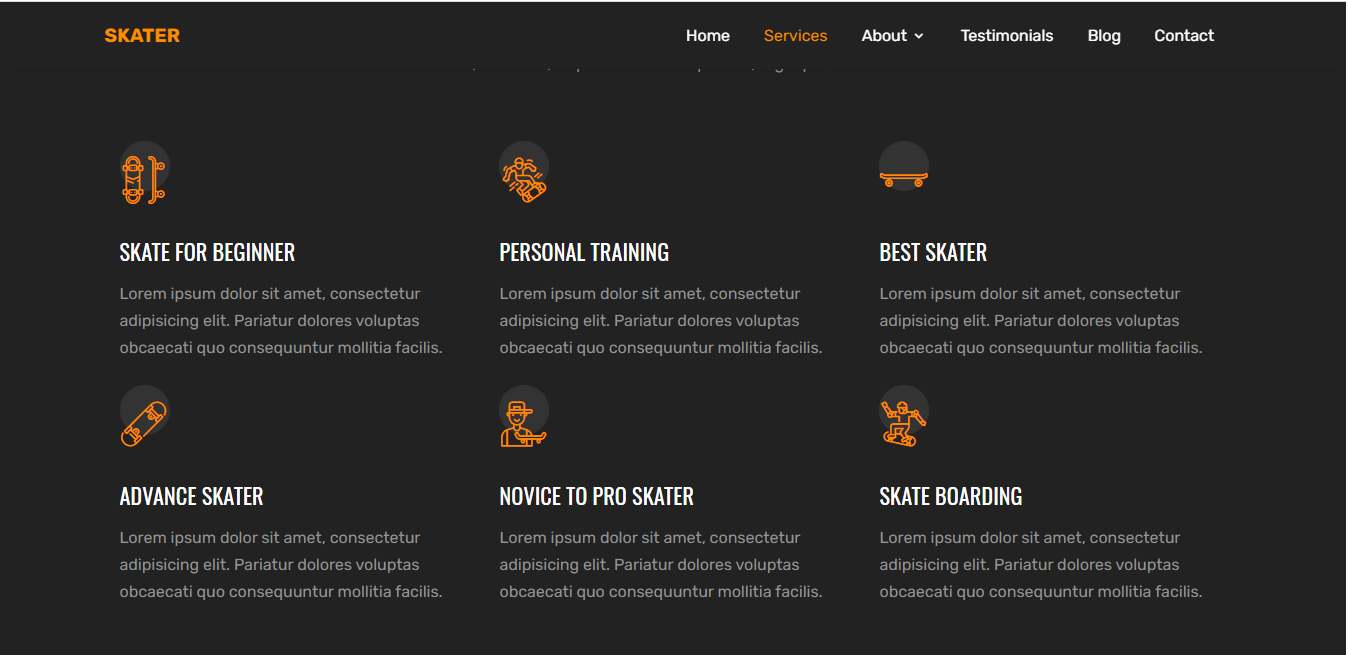 SKATER
Home Services About Testimonials Blog Contact
SKATE FOR BEGINNER
Lorem ipsum dolor sit amet, consectetur
adipisicing elit. Pariatur dolores voluptas
obcaecati quo consequuntur mollitia facilis.
PERSONAL TRAINING
Lorem ipsum dolor sit amet, consectetur
adipisicing elit. Pariatur dolores voluptas
obcaecati quo consequuntur mollitia facilis.
BEST SKATER
Lorem ipsum dolor sit amet, consectetur
adipisicing elit. Pariatur dolores voluptas
obcaecati quo consequuntur mollitia facilis.
ADVANCE SKATER
Lorem ipsum dolor sit amet, consectetur
adipisicing elit. Pariatur dolores voluptas
obcaecati quo consequuntur mollitia facilis.
NOVICE TO PRO SKATER
Lorem ipsum dolor sit amet, consectetur
adipisicing elit. Pariatur dolores voluptas
obcaecati quo consequuntur mollitia facilis.
SKATE BOARDING
Lorem ipsum dolor sit amet, consectetur
adipisicing elit. Pariatur dolores voluptas
obcaecati quo consequuntur mollitia facilis.